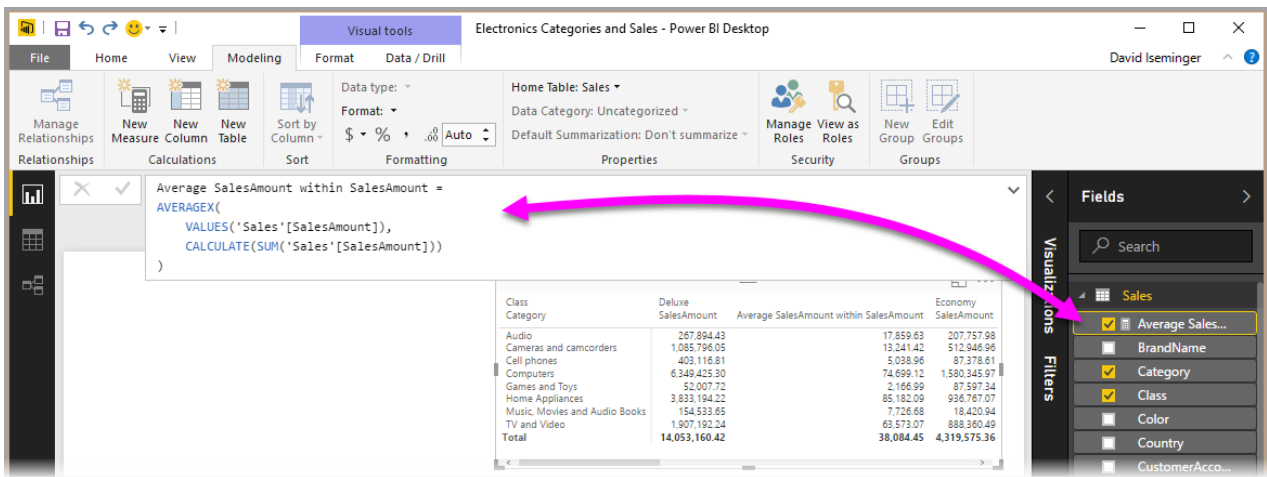 Visual tools
Electronics Categories and Sales - Power BI Desktop
File Home View Modeling Format Data / Drill
David Iseminger
Manage Relationships
New Measure
New Column
New Table
Sort by Column
Data type:
Format:
$ % , .00 Auto
Home Table: Sales
Data Category: Uncategorized
Default Summarization: Don't summarize
Manage Roles
View as Roles
New Group
Edit Groups
Relationships Calculations Sort Formatting Properties Security Groups
Average SalesAmount within SalesAmount =
AVERAGEX(
VALUES('Sales'[SalesAmount]),
CALCULATE(SUM('Sales'[SalesAmount]))
)
Class Deluxe Economy
Category SalesAmount Average SalesAmount within SalesAmount SalesAmount
Audio 267,894.43 17,859.63 207,757.98
Cameras and camcorders 1,085,796.05 13,241.42 512,946.96
Cell phones 403,116.81 5,038.96 87,378.61
Computers 6,349,425.30 74,699.12 1,580,345.97
Games and Toys 52,007.72 2,166.99 87,597.34
Home Appliances 3,833,194.22 85,182.09 936,767.07
Music, Movies and Audio Books 154,533.65 7,726.68 18,420.94
TV and Video 1,907,192.24 63,573.07 888,360.49
Total 14,053,160.42 38,084.45 4,319,575.36
Visualizations
Filters
Fields
Search
Sales
Average Sales...
BrandName
Category
Class
Color
Country
CustomerAcco...